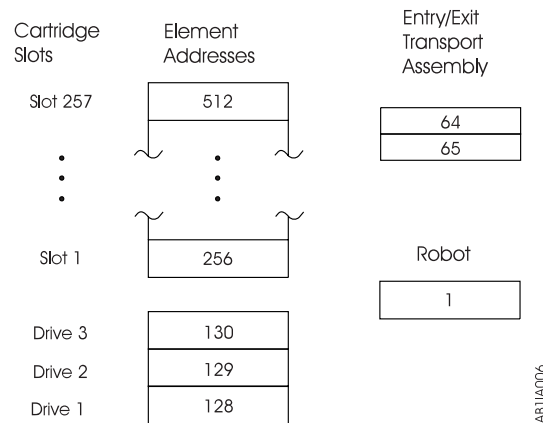 Cartridge
Slots
Element
Addresses
Entry/Exit
Transport
Assembly
Slot 257
512
64
65
Slot 1
256
Robot
1
Drive 3
130
Drive 2
129
Drive 1
128
AB1IA006